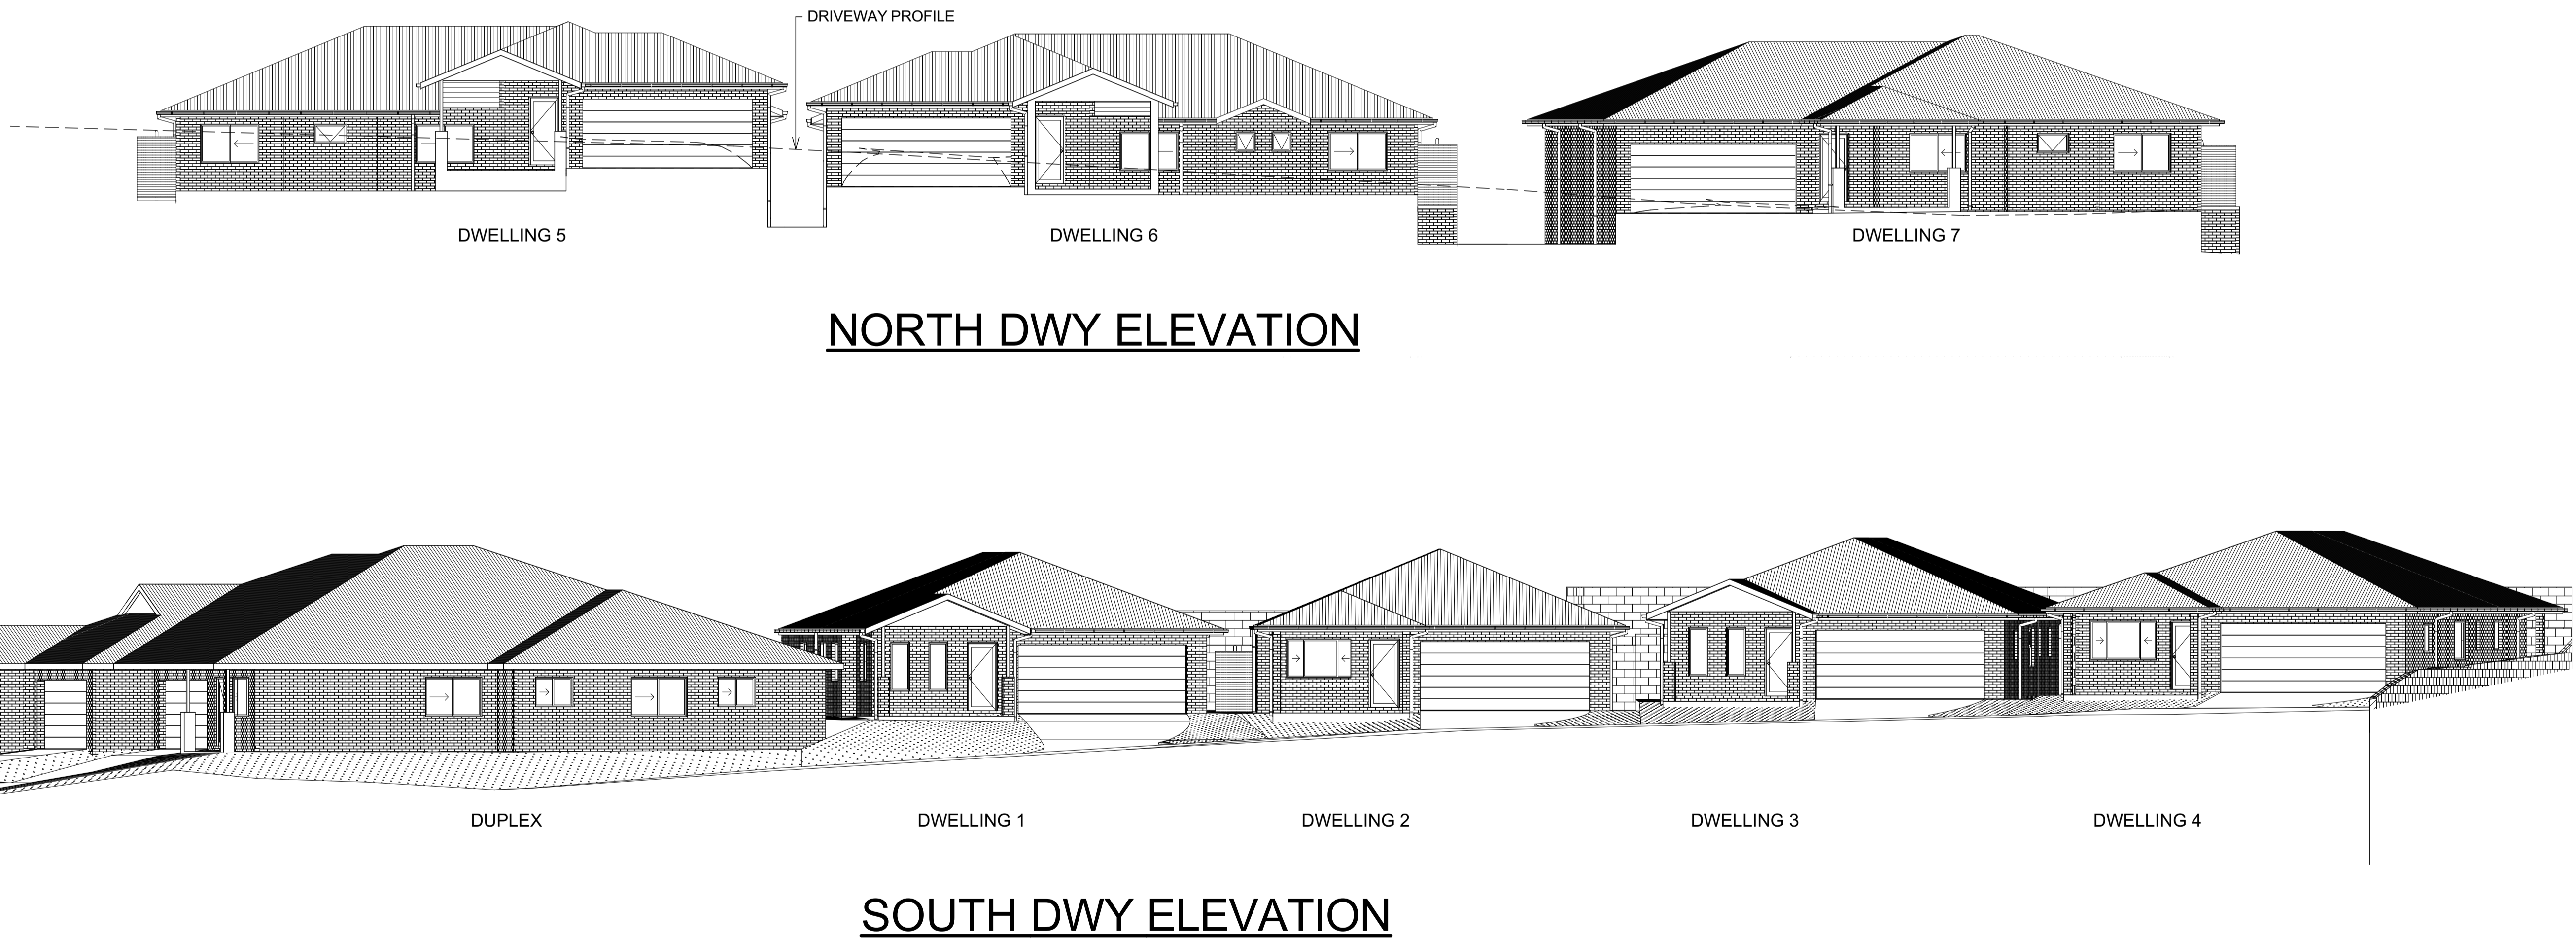 DRIVEWAY PROFILE
DWELLING 5
DWELLING 6
DWELLING 7
NORTH DWY ELEVATION
DUPLEX
DWELLING 1
DWELLING 2
DWELLING 3
DWELLING 4
SOUTH DWY ELEVATION